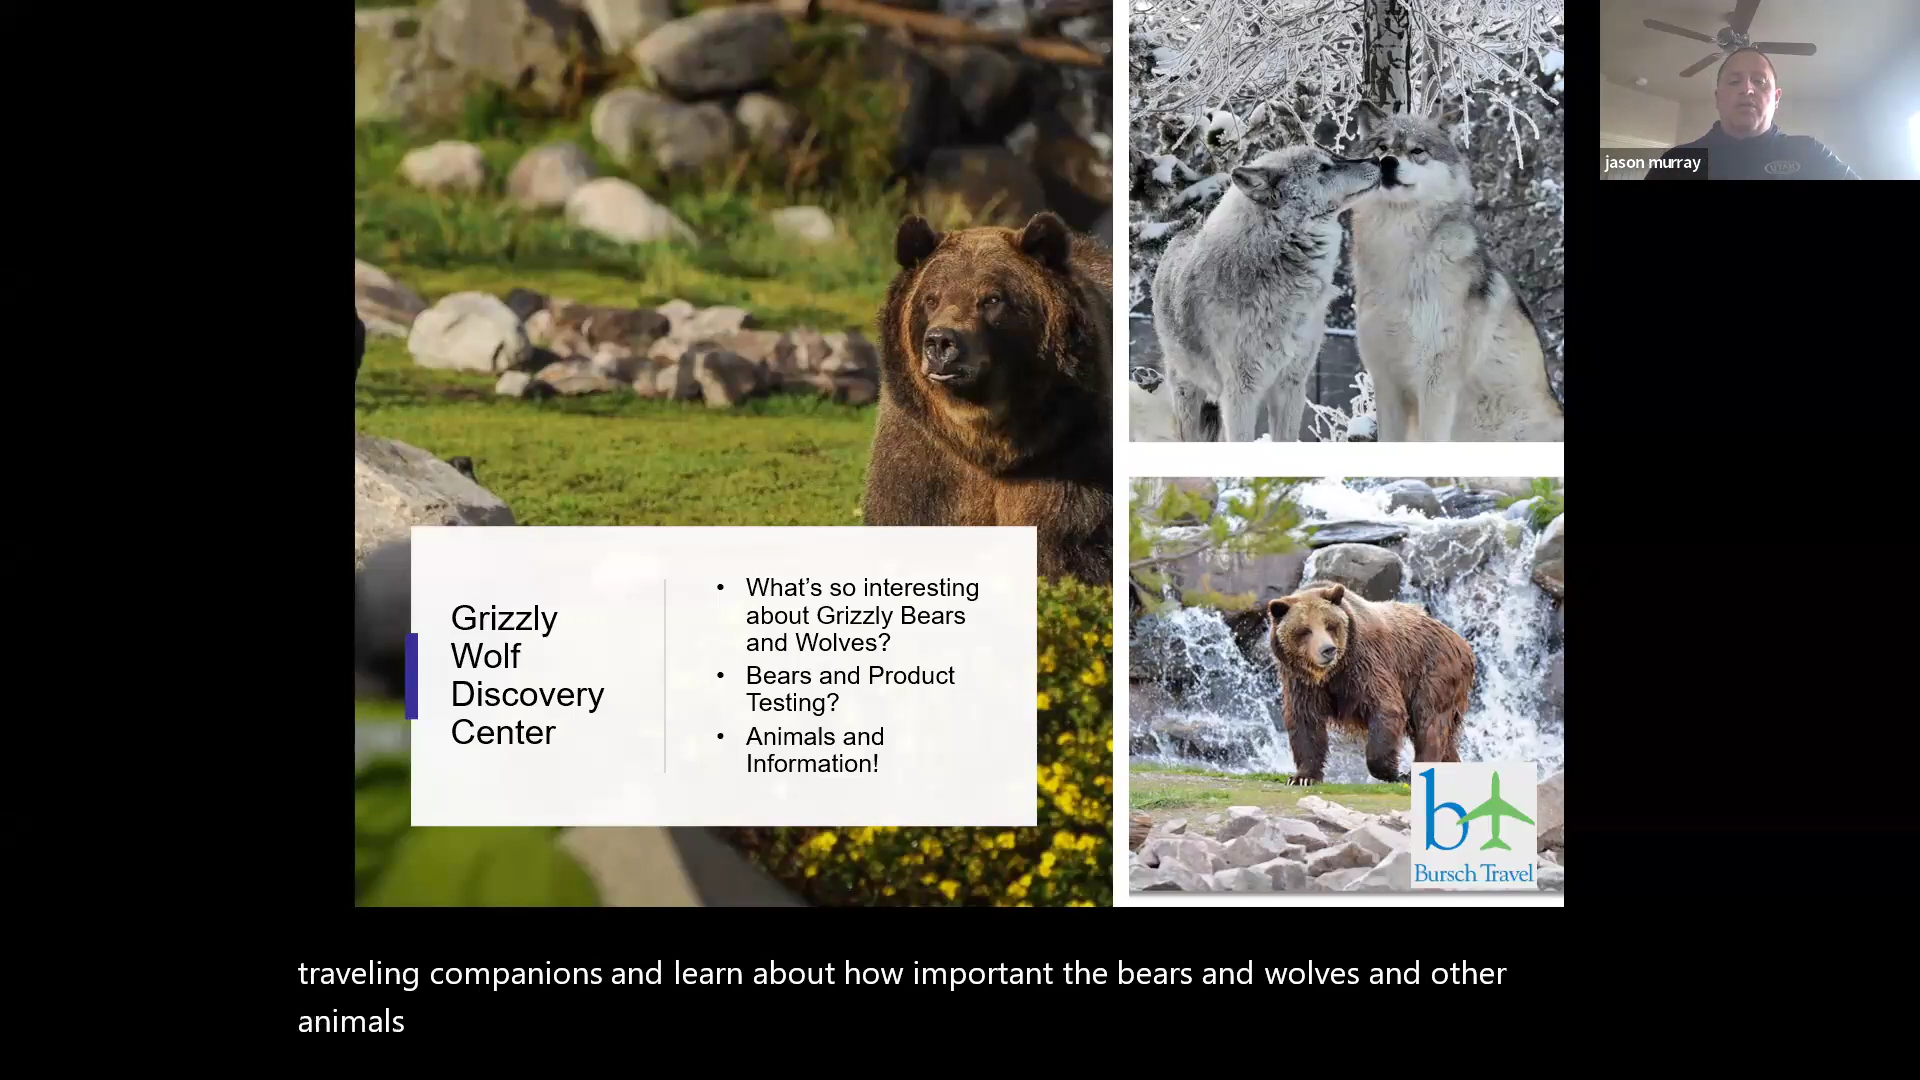 jason murray
Grizzly
Wolf
Discovery
Center
• What’s so interesting
about Grizzly Bears
and Wolves?
• Bears and Product
Testing?
• Animals and
Information!
b
Bursch Travel
traveling companions and learn about how important the bears and wolves and other
animals